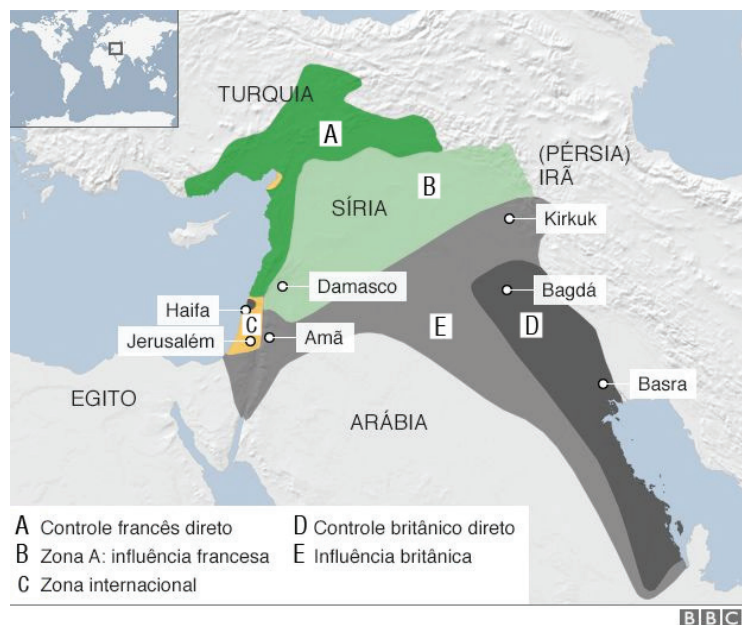 TURQUIA
A
(PÉRSIA)
IRÃ
B
SÍRIA
Kirkuk
Damasco
Bagdá
Haifa
C
E
D
Jerusalém
Amã
Basra
EGITO
ARÁBIA
A Controle francês direto
B Zona A: influência francesa
C Zona internacional
D Controle britânico direto
E Influência britânica
BBC